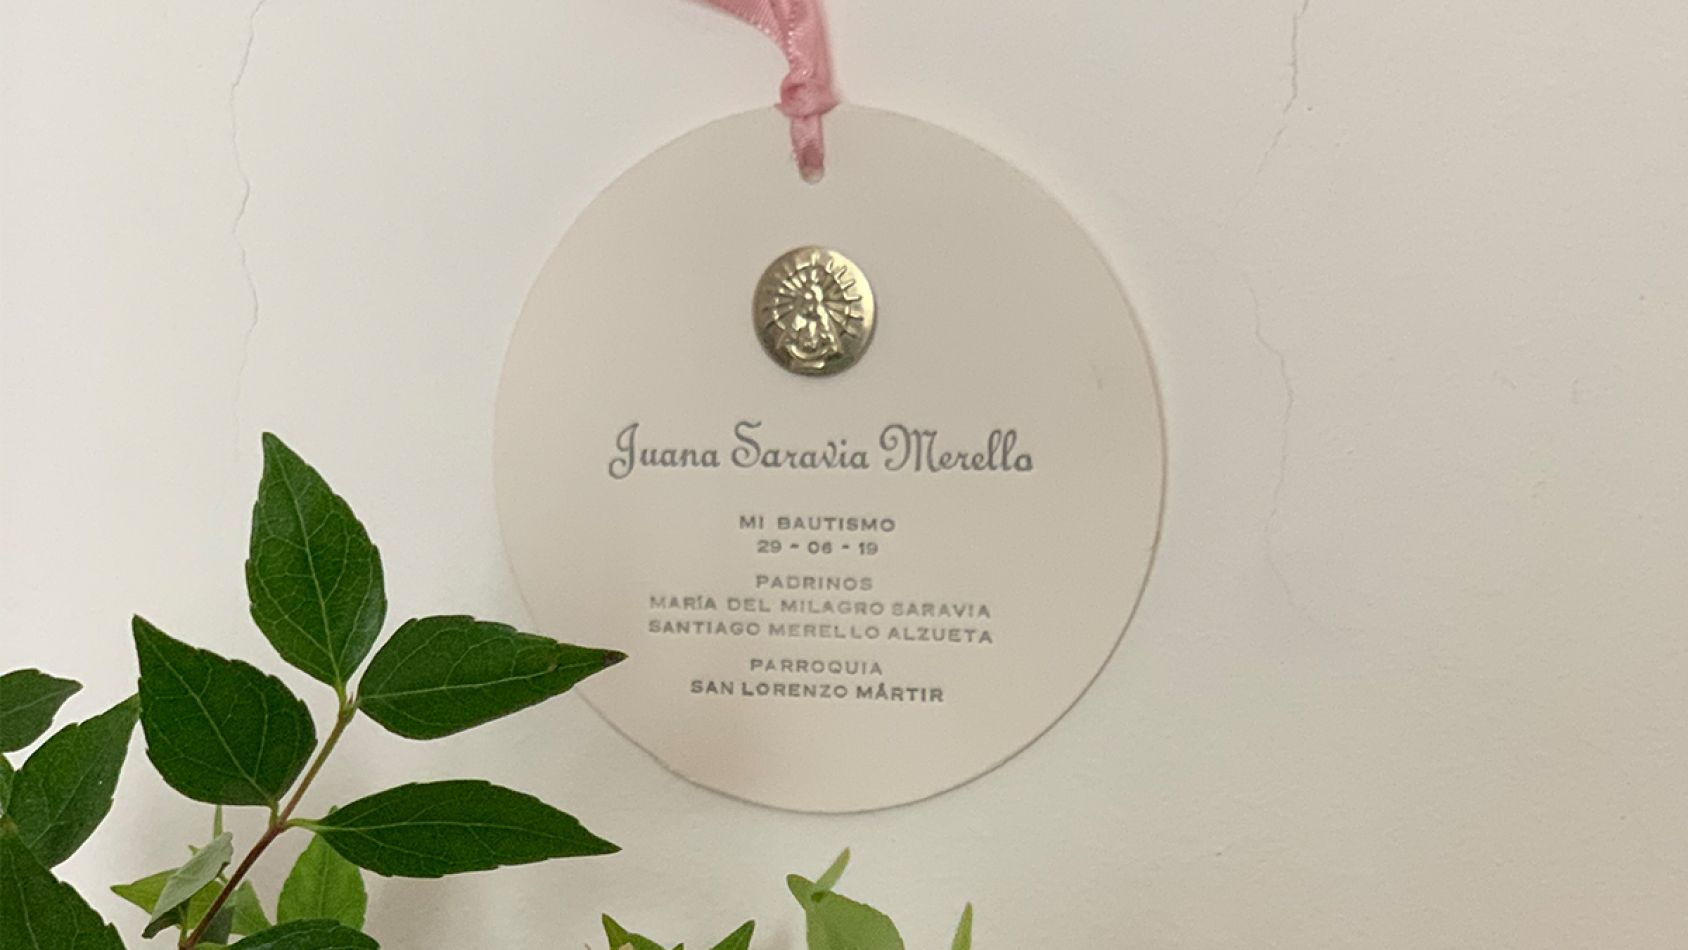 Juana Saravia Merello
MI BAUTISMO
29 - 06 - 19
PADRINOS
MARÍA DEL MILAGRO SARAVIA
SANTIAGO MERELLO ALZUETA
PARROQUIA
SAN LORENZO MÁRTIR